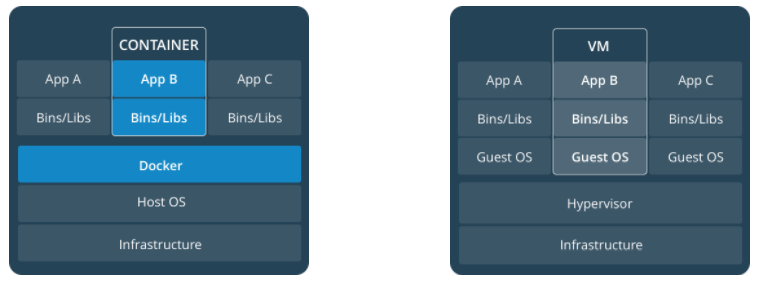 CONTAINER
App A App B App C
Bins/Libs Bins/Libs Bins/Libs
Docker
Host OS
Infrastructure
VM
App A App B App C
Bins/Libs Bins/Libs Bins/Libs
Guest OS Guest OS Guest OS
Hypervisor
Infrastructure